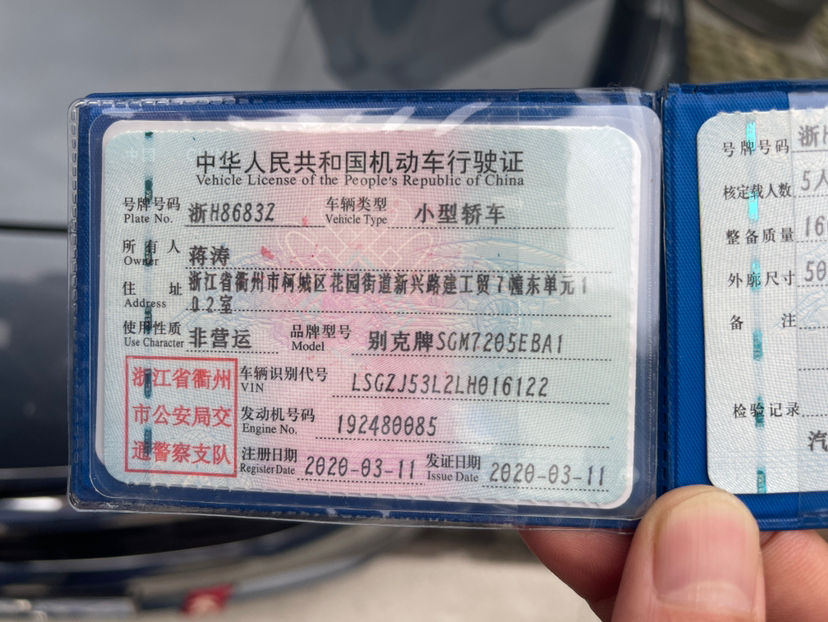 中华人民共和国机动车行驶证
Vehicle License of the People's Republic of China
号牌号码 浙H8683Z 车辆类型 小型轿车
Plate No. Vehicle Type
所有人 蒋涛
Owner
住址 浙江省衢州市柯城区花园街道新兴路建工贸7幢东单元1
Address 02室
使用性质 非营运 品牌型号 别克牌SGM7205EBA1
Use Character Model
浙江省衢州
市公安局交
通警察支队
车辆识别代号 LSGZJ53L2LH016122
VIN
发动机号码 192480085
Engine No.
注册日期 2020-03-11 发证日期 2020-03-11
Register Date Issue Date
号牌号码 浙
核定载人数 5人
整备质量 16
外廓尺寸 50
备注
检验记录
汽